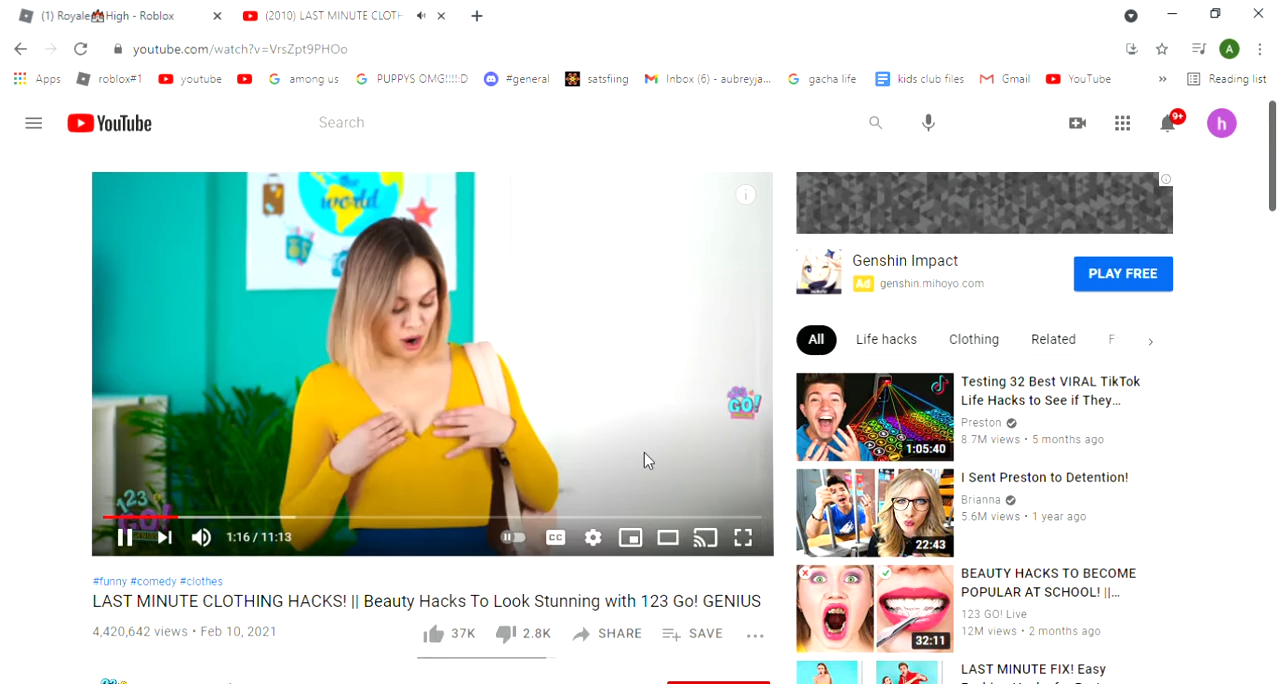 (1) Royale🏰High - Roblox
(2010) LAST MINUTE CLOTH
youtube.com/watch?v=VrsZpt9PHOo
A
Apps
roblox#1
youtube
among us
PUPPYS OMG!!!!:D
#general
satsfiing
Inbox (6) - aubreyja...
gacha life
kids club files
Gmail
YouTube
»
Reading list
YouTube
Search
9+
h
world
GO!
123
GO!
1:16 / 11:13
CC
Genshin Impact
Ad genshin.mihoyo.com
PLAY FREE
All
Life hacks
Clothing
Related
F
Testing 32 Best VIRAL TikTok
Life Hacks to See if They...
Preston
8.7M views • 5 months ago
1:05:40
I Sent Preston to Detention!
Brianna
5.6M views • 1 year ago
22:43
BEAUTY HACKS TO BECOME
POPULAR AT SCHOOL! ||...
123 GO! Live
12M views • 2 months ago
32:11
LAST MINUTE FIX! Easy
#funny #comedy #clothes
LAST MINUTE CLOTHING HACKS! || Beauty Hacks To Look Stunning with 123 Go! GENIUS
4,420,642 views • Feb 10, 2021
37K
2.8K
SHARE
SAVE